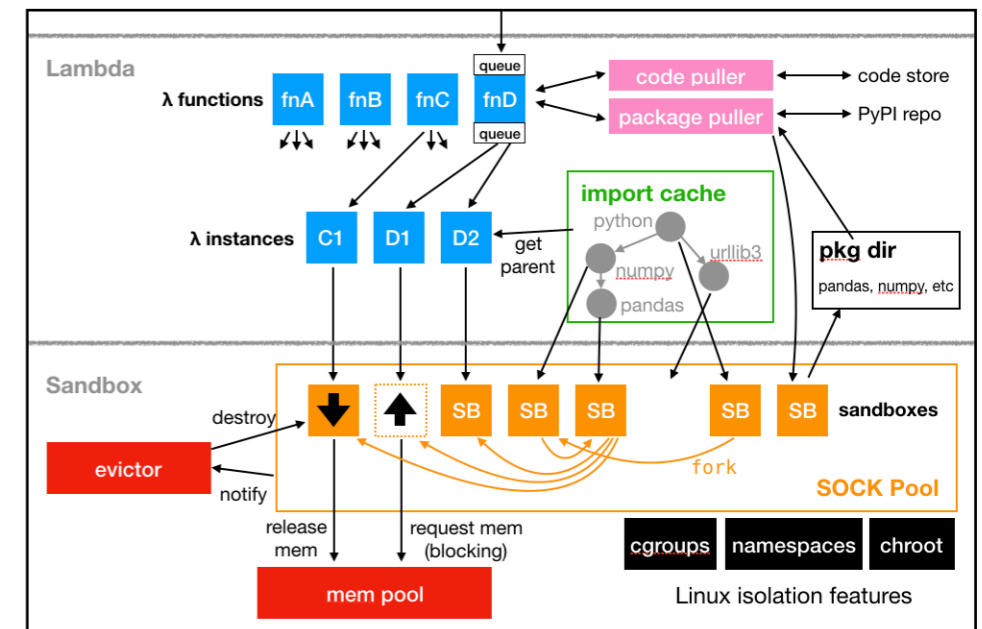 Lambda
λ functions
fnA
fnB
fnC
queue
fnD
queue
code puller
code store
package puller
PyPI repo
import cache
python
urllib3
numpy
pandas
λ instances
C1
D1
D2
get
parent
pkg dir
pandas, numpy, etc
Sandbox
destroy
evictor
notify
SB
SB
SB
SB
SB
sandboxes
fork
SOCK Pool
release
mem
request mem
(blocking)
mem pool
cgroups
namespaces
chroot
Linux isolation features